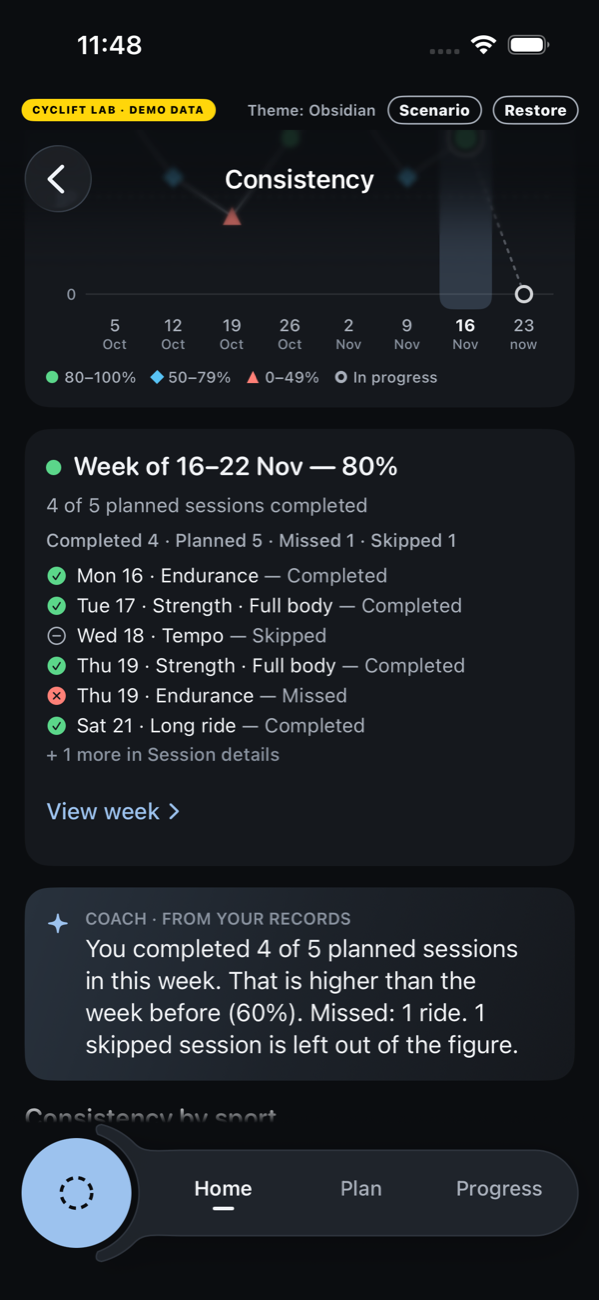 11:48
CYCLIFT LAB · DEMO DATA
Theme: Obsidian
Scenario
Restore
Consistency
0
5 Oct
12 Oct
19 Oct
26 Oct
2 Nov
9 Nov
16 Nov
23 now
80–100%
50–79%
0–49%
In progress
Week of 16–22 Nov — 80%
4 of 5 planned sessions completed
Completed 4 · Planned 5 · Missed 1 · Skipped 1
Mon 16 · Endurance — Completed
Tue 17 · Strength · Full body — Completed
Wed 18 · Tempo — Skipped
Thu 19 · Strength · Full body — Completed
Thu 19 · Endurance — Missed
Sat 21 · Long ride — Completed
+ 1 more in Session details
View week
COACH · FROM YOUR RECORDS
You completed 4 of 5 planned sessions
in this week. That is higher than the
week before (60%). Missed: 1 ride. 1
skipped session is left out of the figure.
Consistency by sport
Home
Plan
Progress